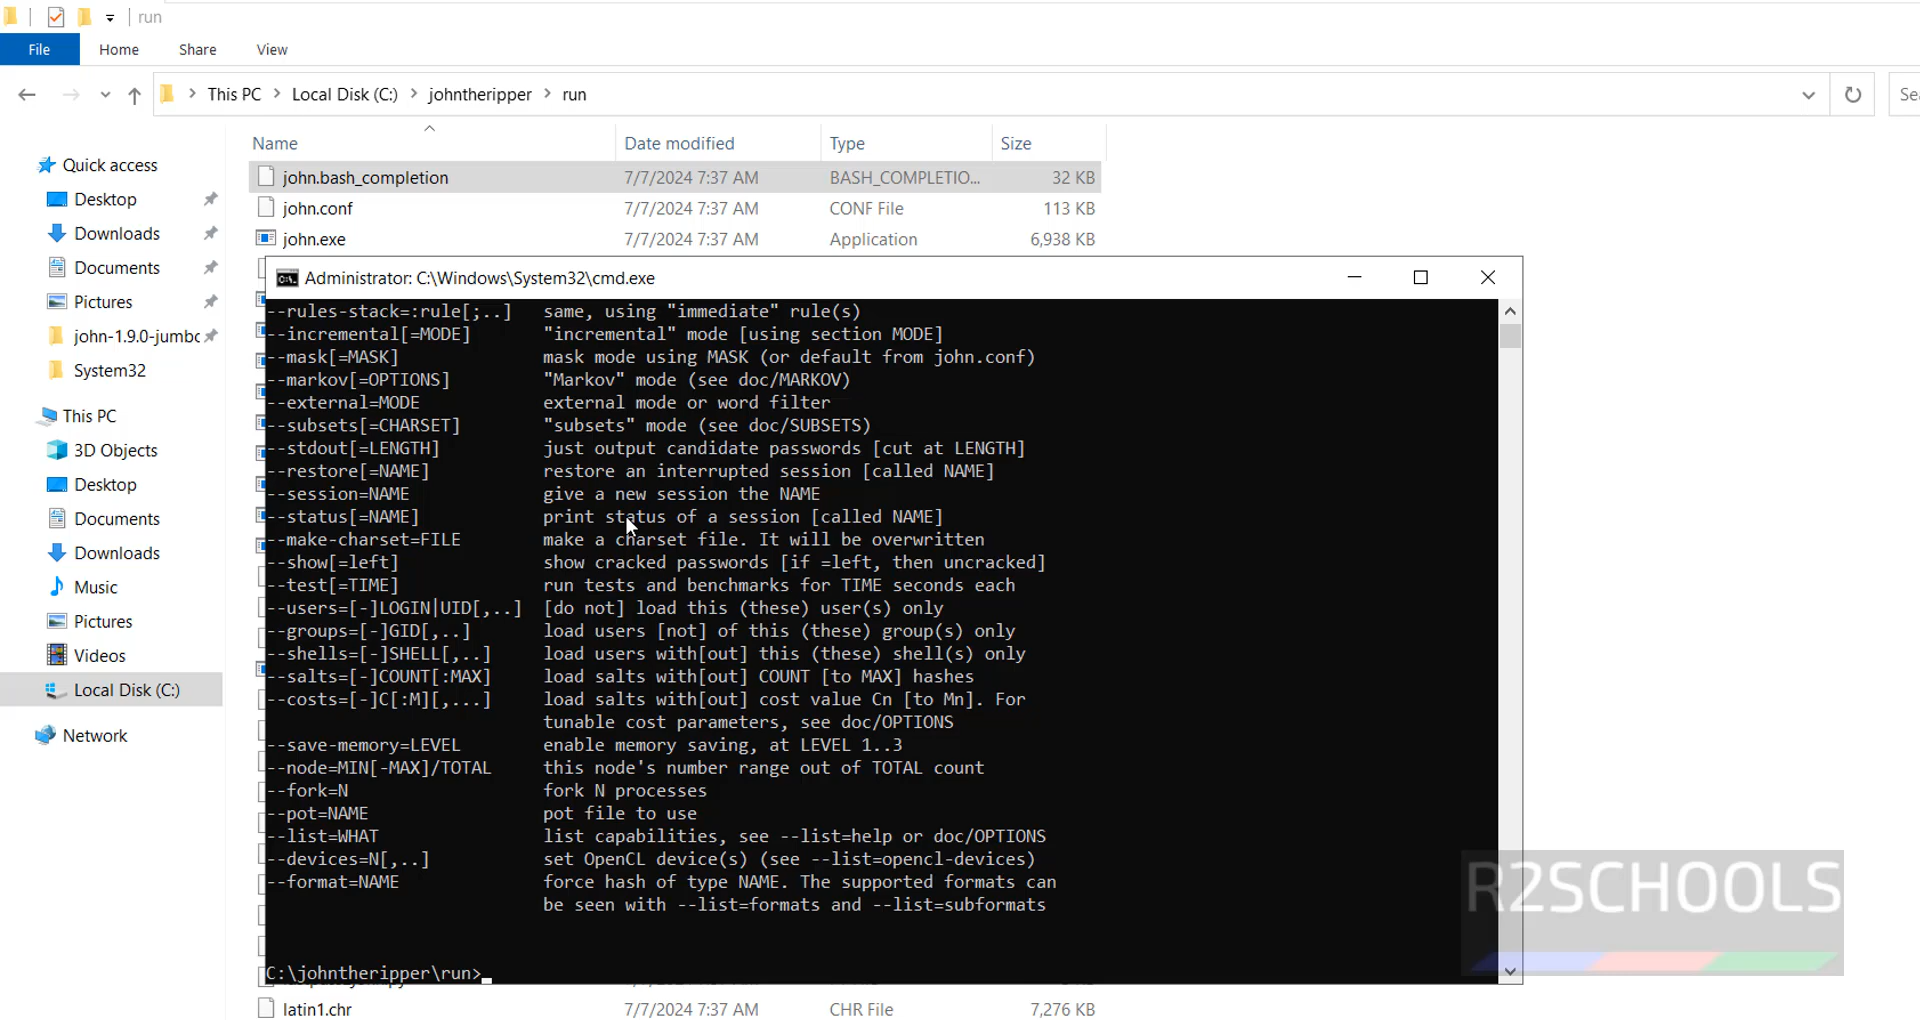 run
File Home Share View
This PC > Local Disk (C:) > johntheripper > run
Sea
Name Date modified Type Size
john.bash_completion 7/7/2024 7:37 AM BASH_COMPLETIO... 32 KB
john.conf 7/7/2024 7:37 AM CONF File 113 KB
john.exe 7/7/2024 7:37 AM Application 6,938 KB
Quick access
Desktop
Downloads
Documents
Pictures
john-1.9.0-jumbo
System32
This PC
3D Objects
Desktop
Documents
Downloads
Music
Pictures
Videos
Local Disk (C:)
Network
Administrator: C:\Windows\System32\cmd.exe
--rules-stack=:rule[;..] same, using "immediate" rule(s)
--incremental[=MODE] "incremental" mode [using section MODE]
--mask[=MASK] mask mode using MASK (or default from john.conf)
--markov[=OPTIONS] "Markov" mode (see doc/MARKOV)
--external=MODE external mode or word filter
--subsets[=CHARSET] "subsets" mode (see doc/SUBSETS)
--stdout[=LENGTH] just output candidate passwords [cut at LENGTH]
--restore[=NAME] restore an interrupted session [called NAME]
--session=NAME give a new session the NAME
--status[=NAME] print status of a session [called NAME]
--make-charset=FILE make a charset file. It will be overwritten
--show[=left] show cracked passwords [if =left, then uncracked]
--test[=TIME] run tests and benchmarks for TIME seconds each
--users=[-]LOGIN|UID[,..] [do not] load this (these) user(s) only
--groups=[-]GID[,..] load users [not] of this (these) group(s) only
--shells=[-]SHELL[,..] load users with[out] this (these) shell(s) only
--salts=[-]COUNT[:MAX] load salts with[out] COUNT [to MAX] hashes
--costs=[-]C[:M][,...] load salts with[out] cost value Cn [to Mn]. For
tunable cost parameters, see doc/OPTIONS
--save-memory=LEVEL enable memory saving, at LEVEL 1..3
--node=MIN[-MAX]/TOTAL this node's number range out of TOTAL count
--fork=N fork N processes
--pot=NAME pot file to use
--list=WHAT list capabilities, see --list=help or doc/OPTIONS
--devices=N[,..] set OpenCL device(s) (see --list=opencl-devices)
--format=NAME force hash of type NAME. The supported formats can
be seen with --list=formats and --list=subformats
C:\johntheripper\run>
R2SCHOOLS
latin1.chr 7/7/2024 7:37 AM CHR File 7,276 KB